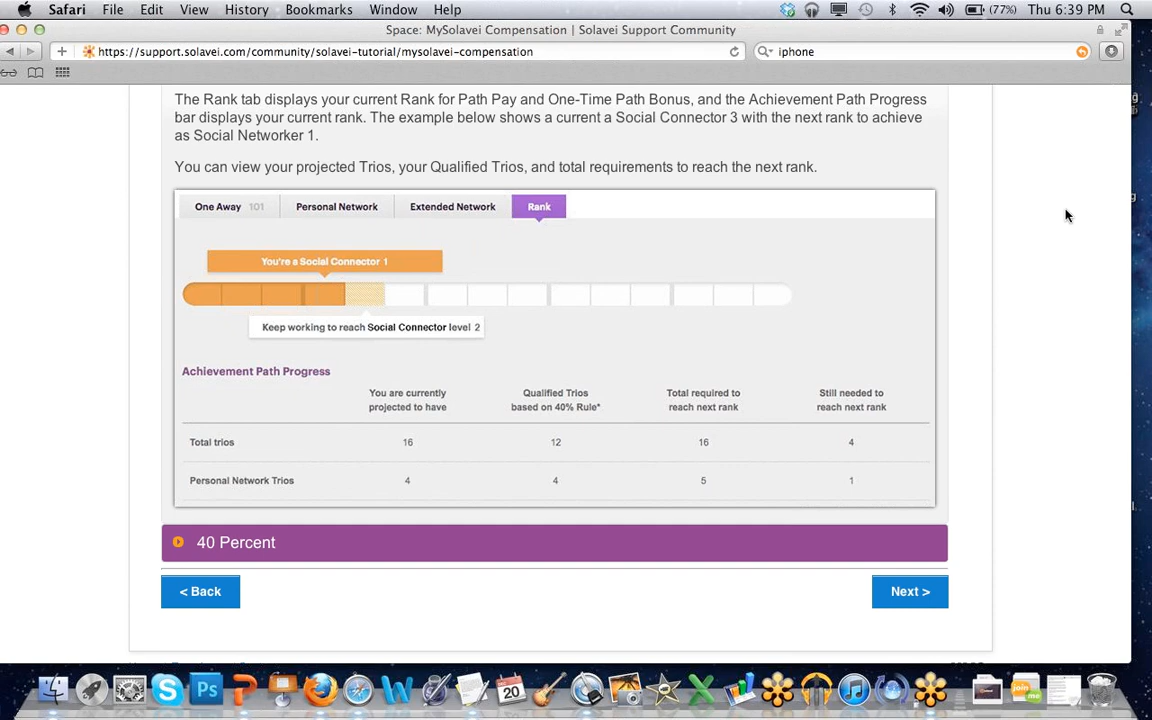 Safari File Edit View History Bookmarks Window Help (77%) Thu 6:39 PM
Space: MySolavei Compensation | Solavei Support Community
https://support.solavei.com/community/solavei-tutorial/mysolavei-compensation iphone
The Rank tab displays your current Rank for Path Pay and One-Time Path Bonus, and the Achievement Path Progress
bar displays your current rank. The example below shows a current a Social Connector 3 with the next rank to achieve
as Social Networker 1.
You can view your projected Trios, your Qualified Trios, and total requirements to reach the next rank.
One Away 101 Personal Network Extended Network Rank
You're a Social Connector 1
Keep working to reach Social Connector level 2
Achievement Path Progress
You are currently Qualified Trios Total required to Still needed to
projected to have based on 40% Rule* reach next rank reach next rank
Total trios 16 12 16 4
Personal Network Trios 4 4 5 1
40 Percent
< Back Next >